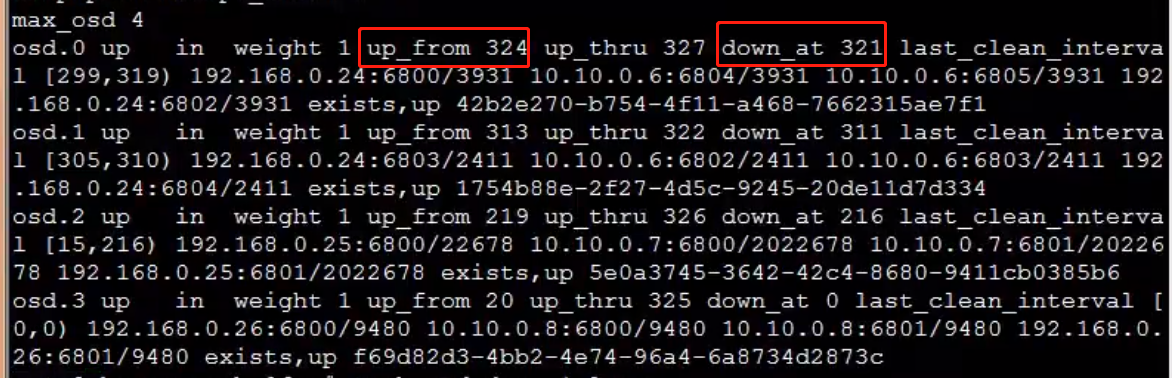 max_osd 4
osd.0 up   in  weight 1 up_from 324 up_thru 327 down_at 321 last_clean_interva
l [299,319) 192.168.0.24:6800/3931 10.10.0.6:6804/3931 10.10.0.6:6805/3931 192
.168.0.24:6802/3931 exists,up 42b2e270-b754-4f11-a468-7662315ae7f1
osd.1 up   in  weight 1 up_from 313 up_thru 322 down_at 311 last_clean_interva
l [305,310) 192.168.0.24:6803/2411 10.10.0.6:6802/2411 10.10.0.6:6803/2411 192
.168.0.24:6804/2411 exists,up 1754b88e-2f27-4d5c-9245-20de11d7d334
osd.2 up   in  weight 1 up_from 219 up_thru 326 down_at 216 last_clean_interva
l [15,216) 192.168.0.25:6800/22678 10.10.0.7:6800/2022678 10.10.0.7:6801/20226
78 192.168.0.25:6801/2022678 exists,up 5e0a3745-3642-42c4-8680-9411cb0385b6
osd.3 up   in  weight 1 up_from 20 up_thru 325 down_at 0 last_clean_interval [
0,0) 192.168.0.26:6800/9480 10.10.0.8:6800/9480 10.10.0.8:6801/9480 192.168.0.
26:6801/9480 exists,up f69d82d3-4bb2-4e74-96a4-6a8734d2873c